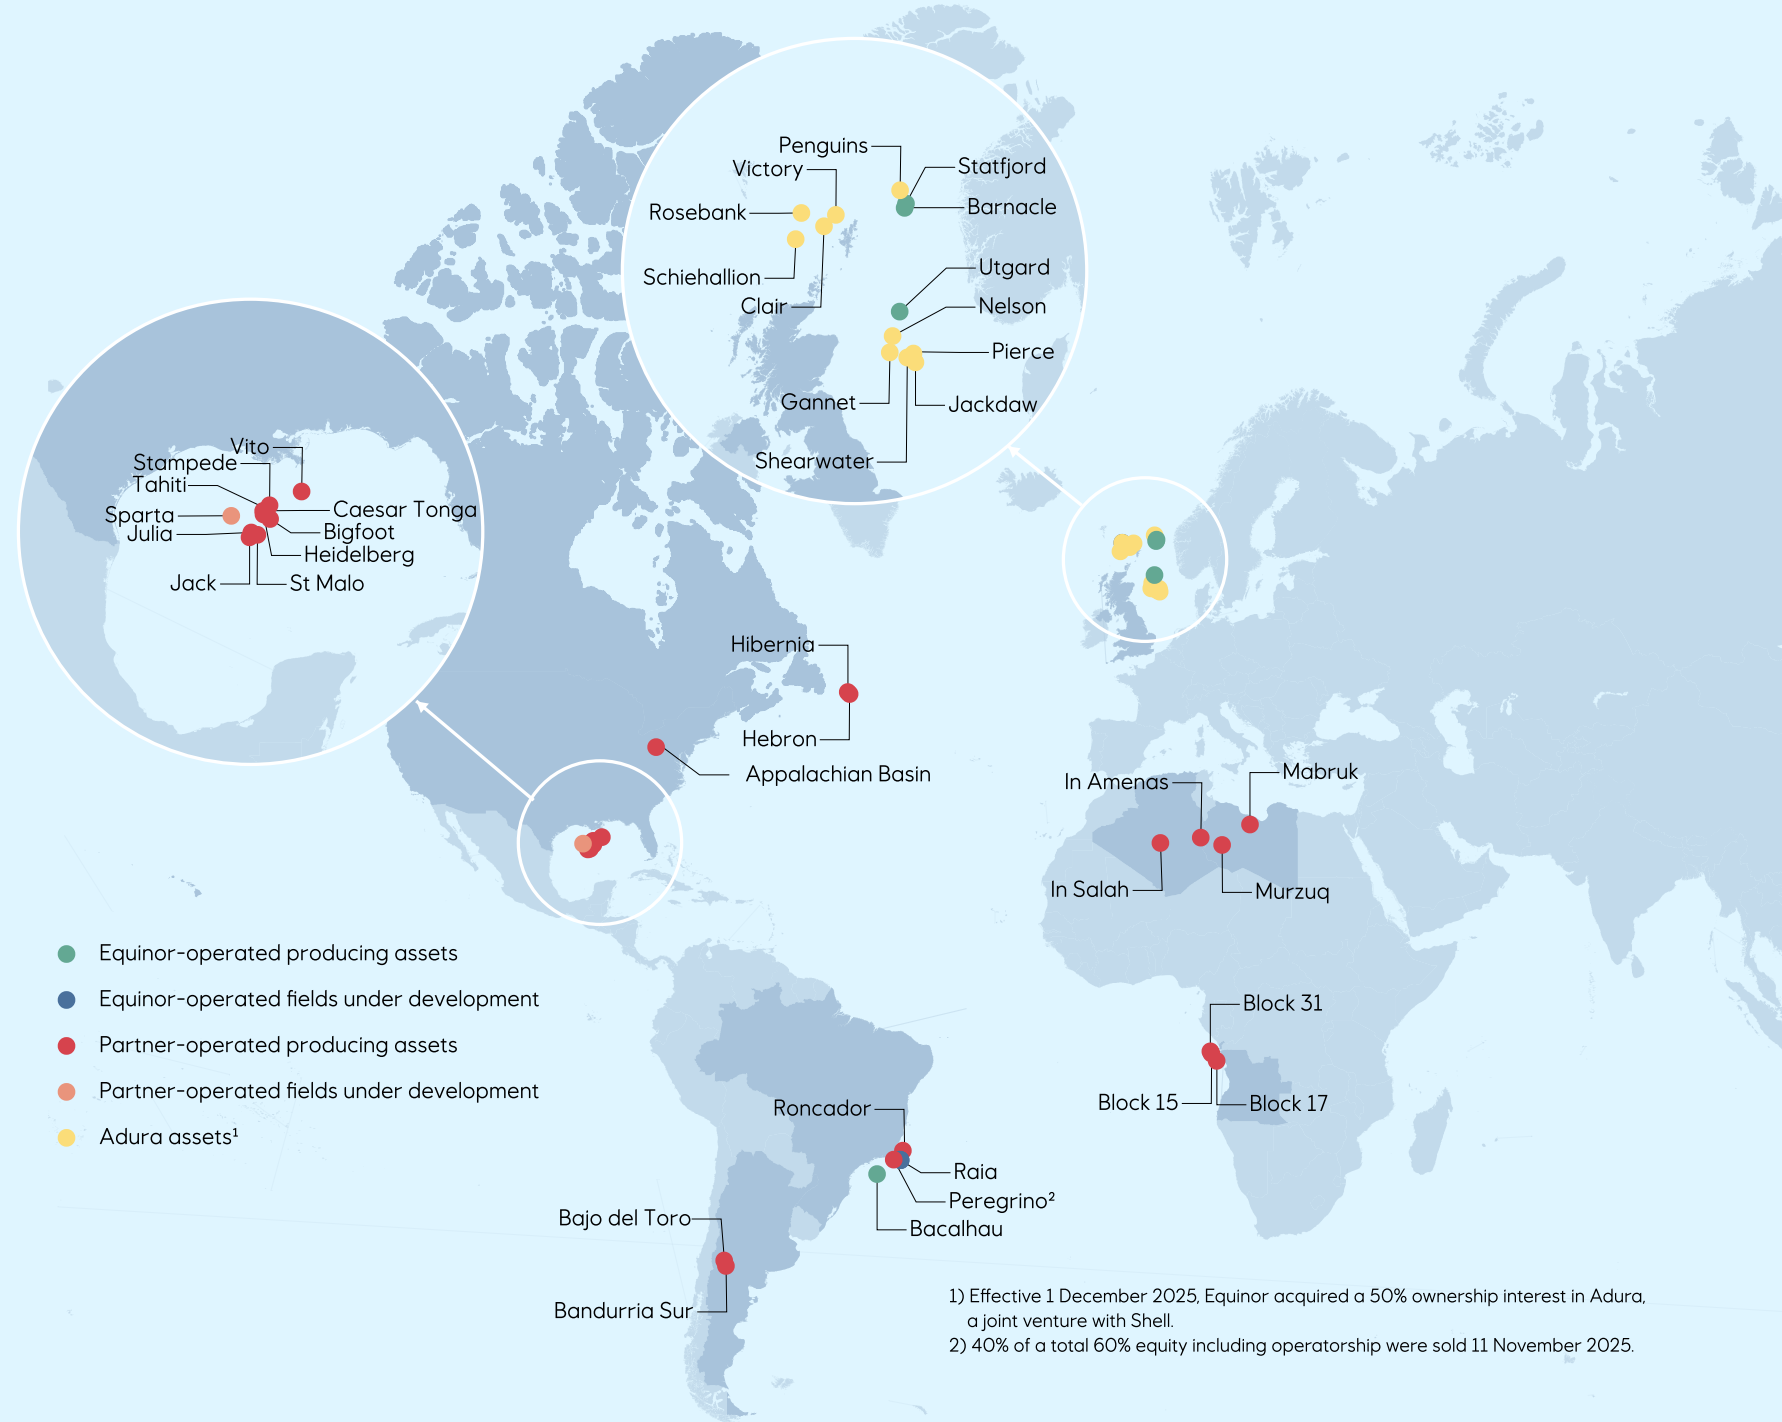 Penguins
Victory
Statfjord
Rosebank
Barnacle
Schiehallion
Utgard
Clair
Nelson
Pierce
Gannet
Jackdaw
Shearwater
Vito
Stampede
Tahiti
Sparta
Caesar Tonga
Julia
Bigfoot
Heidelberg
Jack
St Malo
Hibernia
Hebron
Appalachian Basin
In Amenas
Mabruk
In Salah
Murzuq
Equinor-operated producing assets
Equinor-operated fields under development
Partner-operated producing assets
Partner-operated fields under development
Adura assets¹
Block 31
Block 15
Block 17
Roncador
Raia
Peregrino²
Bacalhau
Bajo del Toro
Bandurria Sur
1) Effective 1 December 2025, Equinor acquired a 50% ownership interest in Adura,
a joint venture with Shell.
2) 40% of a total 60% equity including operatorship were sold 11 November 2025.